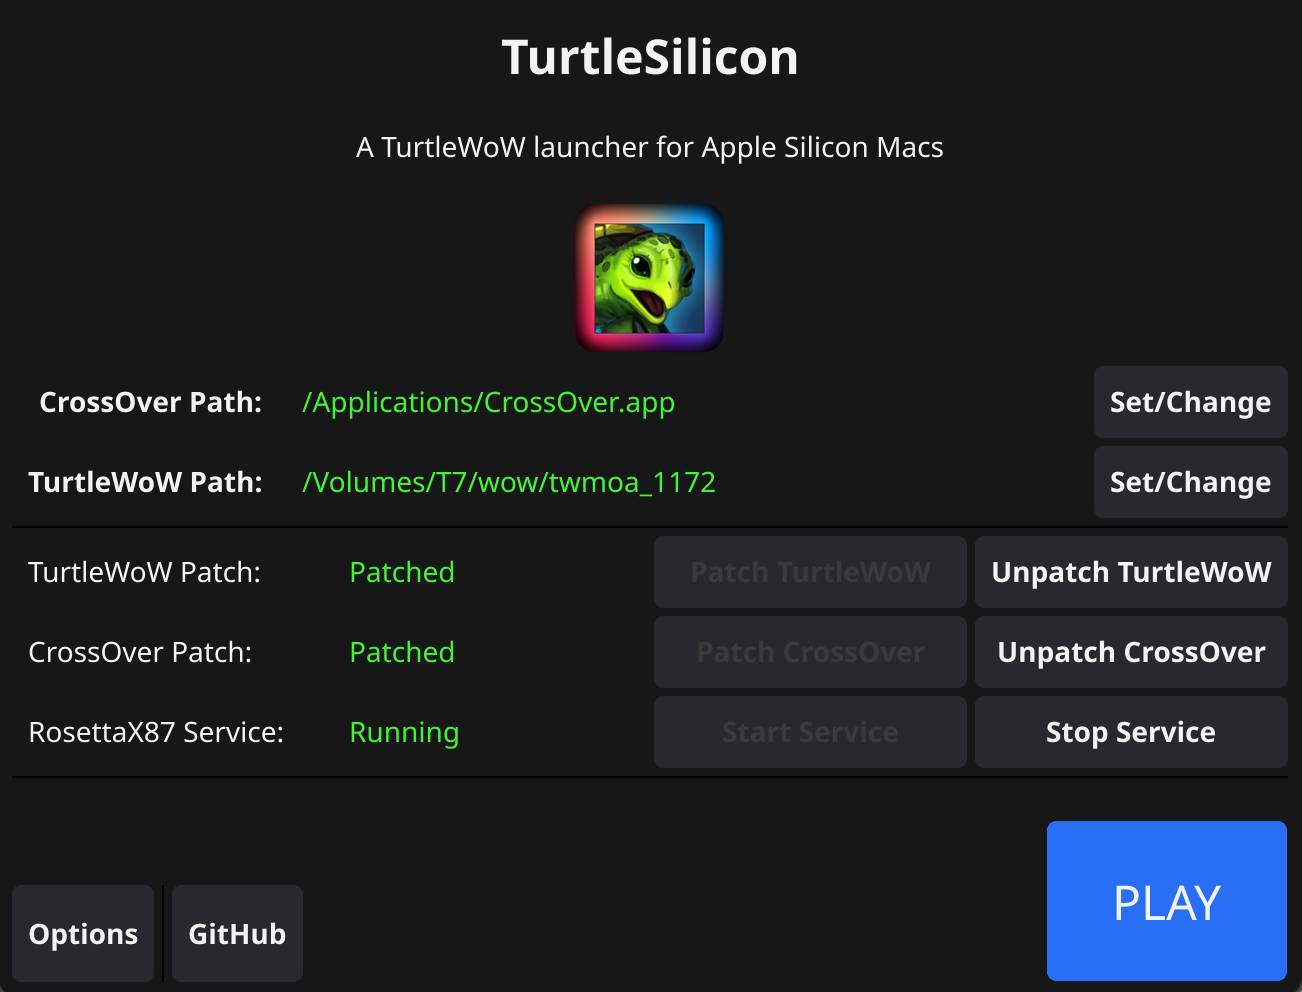 TurtleSilicon
A TurtleWoW launcher for Apple Silicon Macs
CrossOver Path: /Applications/CrossOver.app Set/Change
TurtleWoW Path: /Volumes/T7/wow/twmoa_1172 Set/Change
TurtleWoW Patch: Patched Patch TurtleWoW Unpatch TurtleWoW
CrossOver Patch: Patched Patch CrossOver Unpatch CrossOver
RosettaX87 Service: Running Start Service Stop Service
PLAY
Options GitHub